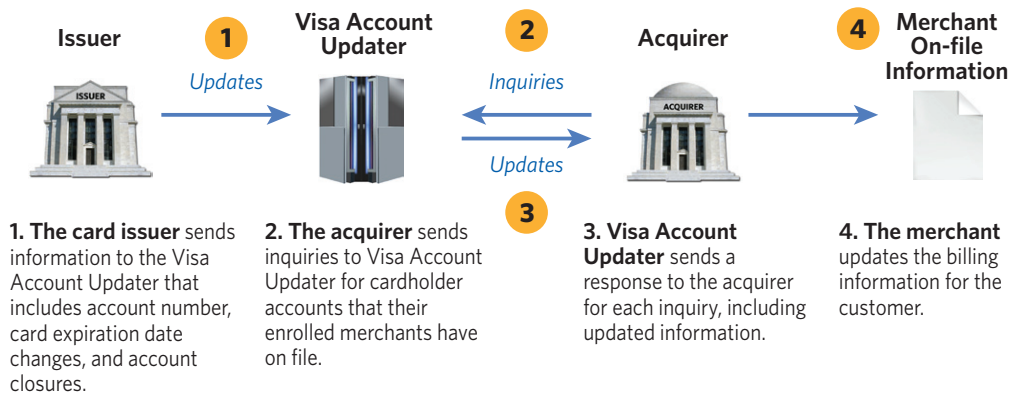 Issuer
1
Updates
ISSUER
Visa Account
Updater
2
Inquiries
Updates
3
Acquirer
ACQUIRER
4
Merchant
On-file
Information
1. The card issuer sends
information to the Visa
Account Updater that
includes account number,
card expiration date
changes, and account
closures.
2. The acquirer sends
inquiries to Visa Account
Updater for cardholder
accounts that their
enrolled merchants have
on file.
3. Visa Account
Updater sends a
response to the acquirer
for each inquiry, including
updated information.
4. The merchant
updates the billing
information for the
customer.